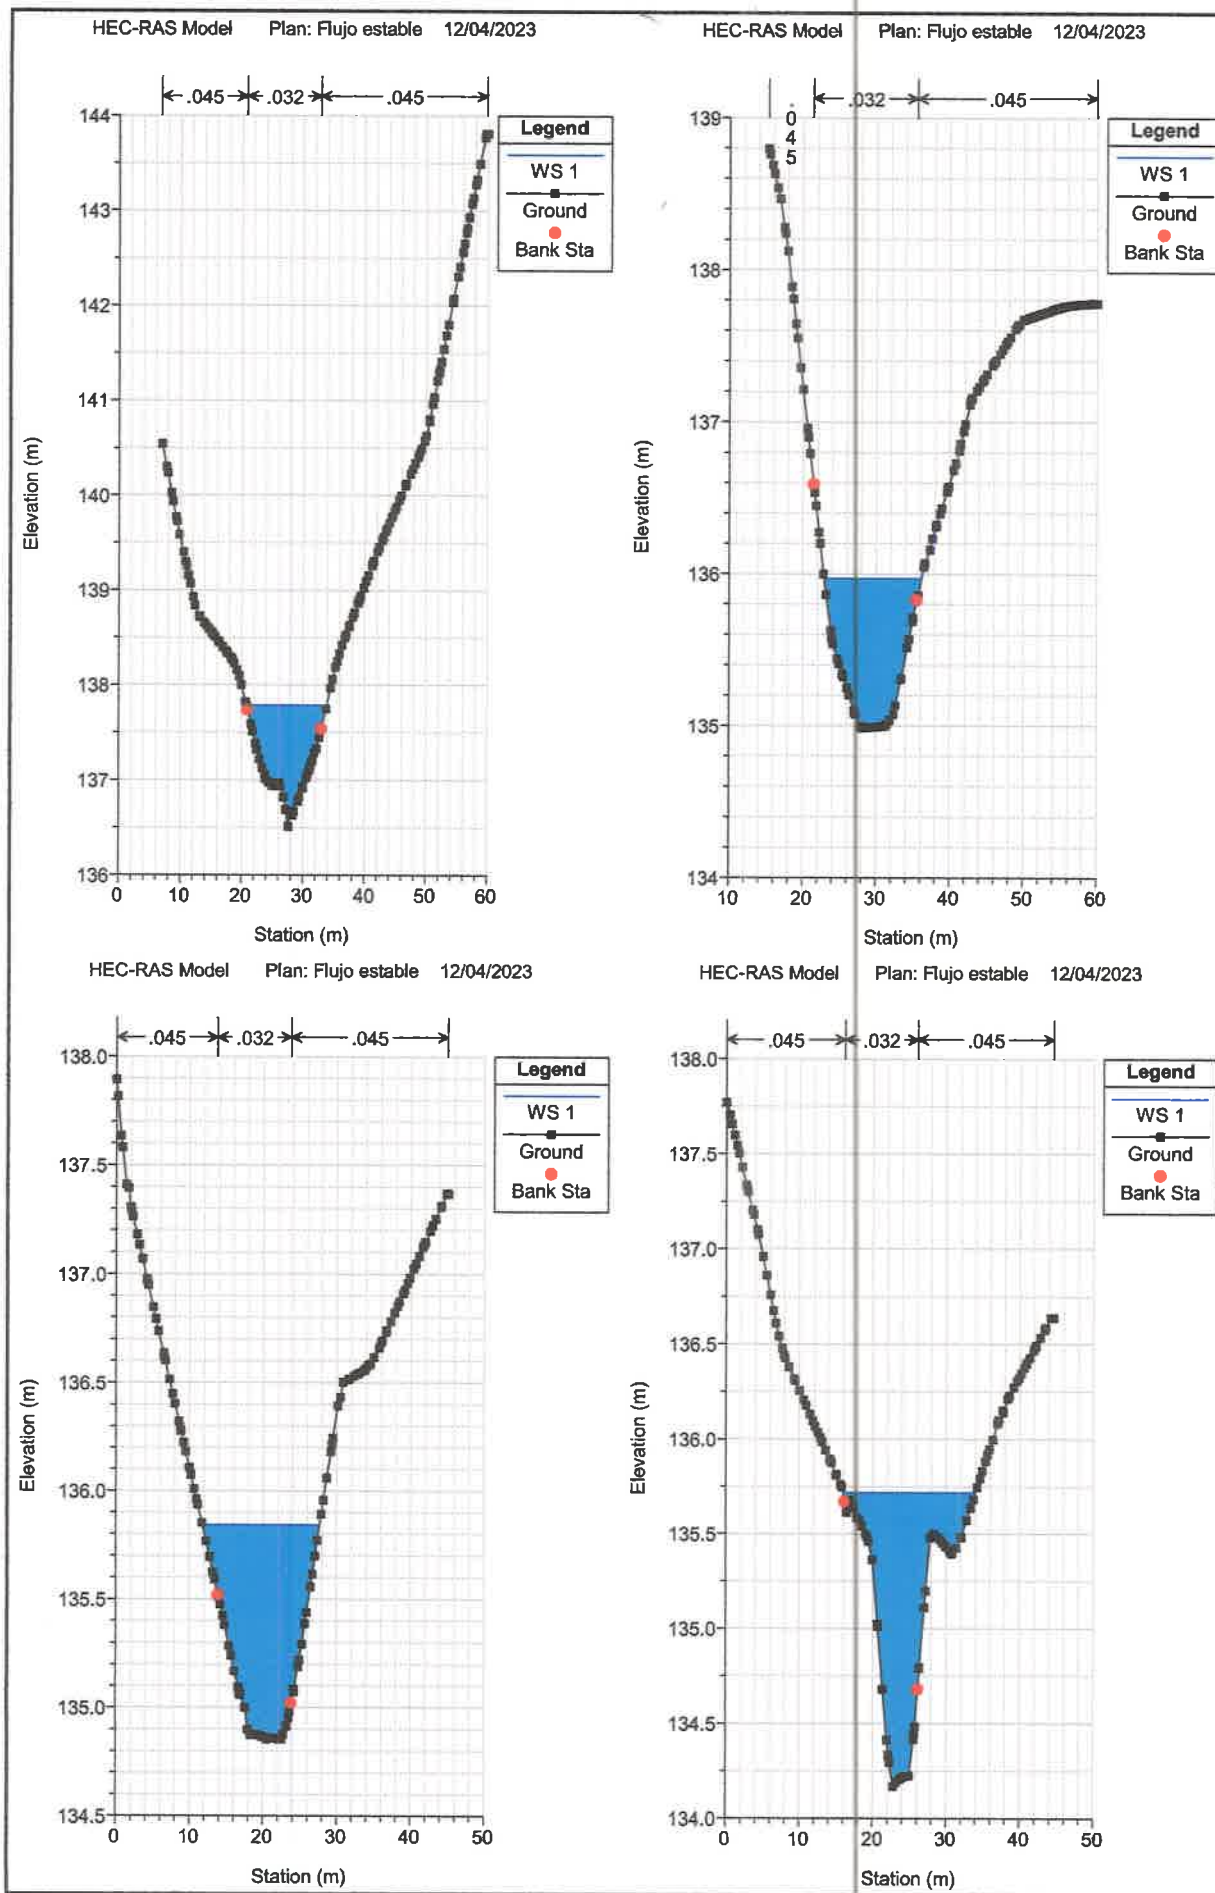 HEC-RAS Model Plan: Flujo estable 12/04/2023
.045 .032 .045
144
143
142
141
140
139
138
137
136
Elevation (m)
0 10 20 30 40 50 60
Station (m)
Legend
WS 1
Ground
Bank Sta
HEC-RAS Model Plan: Flujo estable 12/04/2023
.045 .032 .045
139
138
137
136
135
134
Elevation (m)
10 20 30 40 50 60
Station (m)
Legend
WS 1
Ground
Bank Sta
HEC-RAS Model Plan: Flujo estable 12/04/2023
.045 .032 .045
138.0
137.5
137.0
136.5
136.0
135.5
135.0
134.5
Elevation (m)
0 10 20 30 40 50
Station (m)
Legend
WS 1
Ground
Bank Sta
HEC-RAS Model Plan: Flujo estable 12/04/2023
.045 .032 .045
138.0
137.5
137.0
136.5
136.0
135.5
135.0
134.5
134.0
Elevation (m)
0 10 20 30 40 50
Station (m)
Legend
WS 1
Ground
Bank Sta